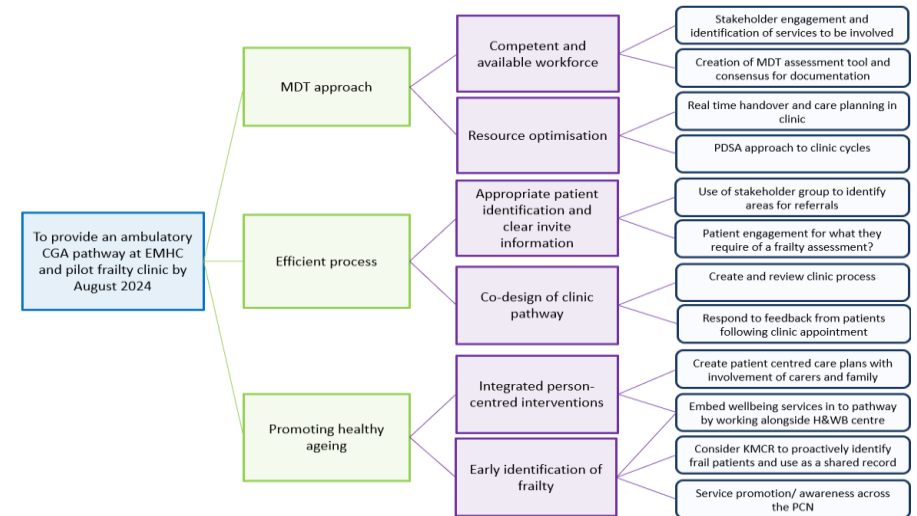 To provide an ambulatory
CGA pathway at EMHC
and pilot frailty clinic by
August 2024
MDT approach
Efficient process
Promoting healthy
ageing
Competent and
available workforce
Resource optimisation
Appropriate patient
identification and
clear invite
information
Co-design of clinic
pathway
Integrated person-
centred interventions
Early identification of
frailty
Stakeholder engagement and
identification of services to be involved
Creation of MDT assessment tool and
consensus for documentation
Real time handover and care planning in
clinic
PDSA approach to clinic cycles
Use of stakeholder group to identify
areas for referrals
Patient engagement for what they
require of a frailty assessment?
Create and review clinic process
Respond to feedback from patients
following clinic appointment
Create patient centred care plans with
involvement of carers and family
Embed wellbeing services in to pathway
by working alongside H&WB centre
Consider KMCR to proactively identify
frail patients and use as a shared record
Service promotion/ awareness across
the PCN